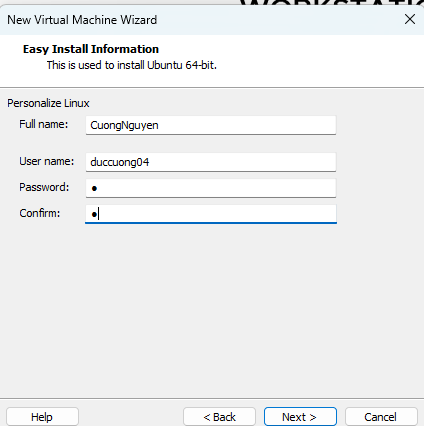 New Virtual Machine Wizard
Easy Install Information
This is used to install Ubuntu 64-bit.
Personalize Linux
Full name: CuongNguyen
User name: duccuong04
Password: ●
Confirm: ●
Help < Back Next > Cancel